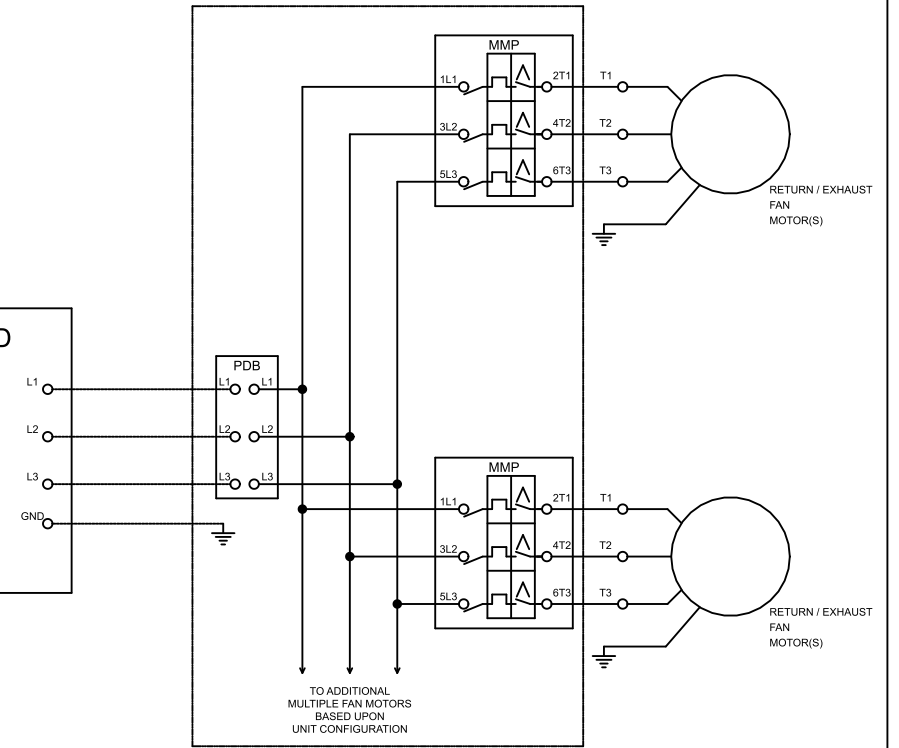 MMP
1L1
2T1
T1
3L2
4T2
T2
5L3
6T3
T3
RETURN / EXHAUST
FAN
MOTOR(S)
PDB
L1
L1
L1
L2
L2
L2
L3
L3
L3
GND
MMP
1L1
2T1
T1
3L2
4T2
T2
5L3
6T3
T3
RETURN / EXHAUST
FAN
MOTOR(S)
TO ADDITIONAL
MULTIPLE FAN MOTORS
BASED UPON
UNIT CONFIGURATION